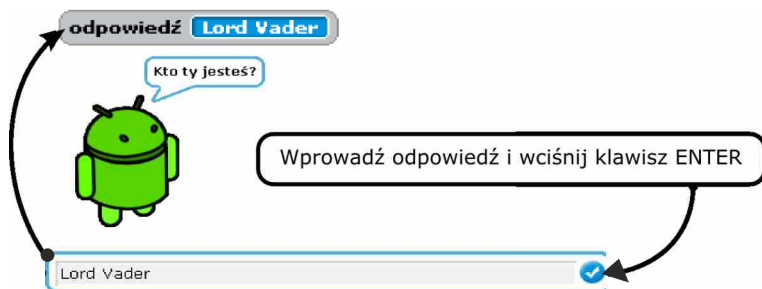 odpowiedź Lord Vader
Kto ty jesteś?
Wprowadź odpowiedź i wciśnij klawisz ENTER
Lord Vader